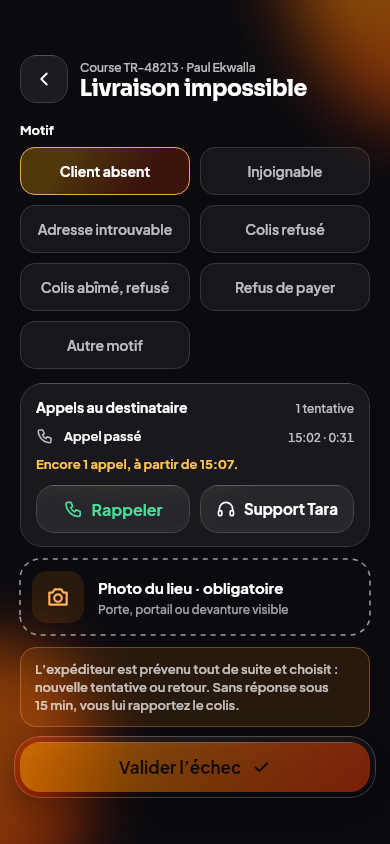 Course TR-48213 · Paul Ekwalla
Livraison impossible
Motif
Client absent
Injoignable
Adresse introuvable
Colis refusé
Colis abîmé, refusé
Refus de payer
Autre motif
Appels au destinataire
1 tentative
Appel passé
15:02 · 0:31
Encore 1 appel, à partir de 15:07.
Rappeler
Support Tara
Photo du lieu · obligatoire
Porte, portail ou devanture visible
L’expéditeur est prévenu tout de suite et choisit :
nouvelle tentative ou retour. Sans réponse sous
15 min, vous lui rapportez le colis.
Valider l’échec